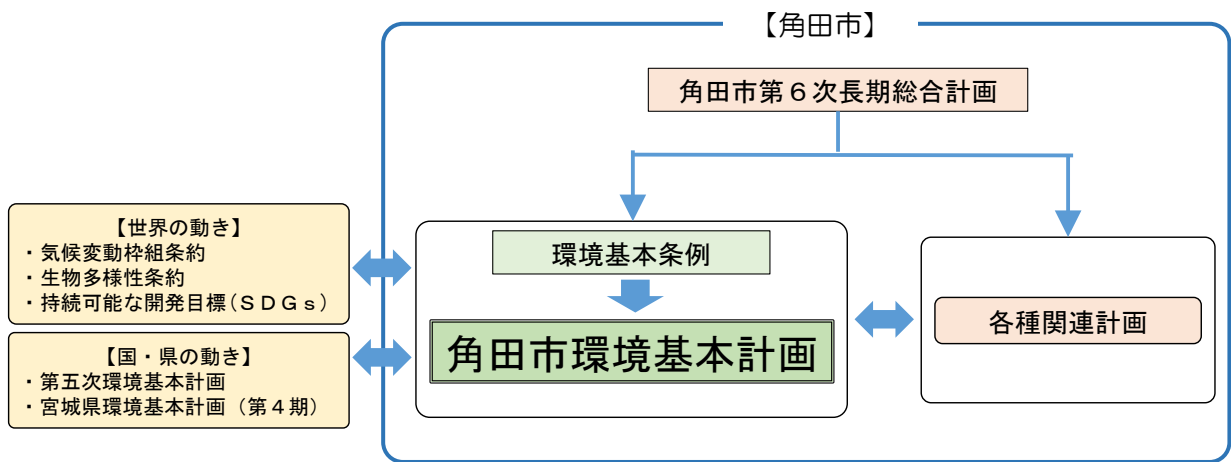 【角田市】
角田市第６次長期総合計画
【世界の動き】
・気候変動枠組条約
・生物多様性条約
・持続可能な開発目標（ＳＤＧｓ）
【国・県の動き】
・第五次環境基本計画
・宮城県環境基本計画（第４期）
環境基本条例
角田市環境基本計画
各種関連計画